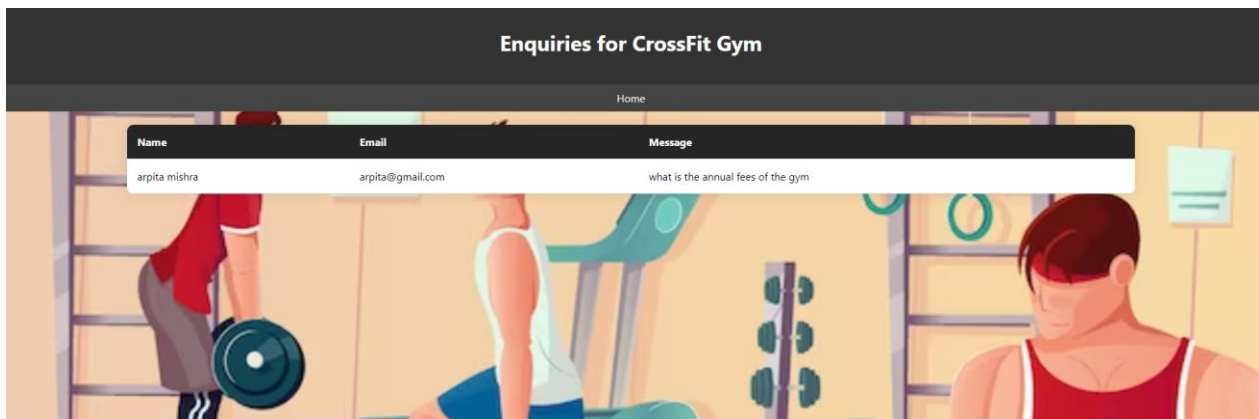 Enquiries for CrossFit Gym
Home
Name Email Message
arpita mishra arpita@gmail.com what is the annual fees of the gym